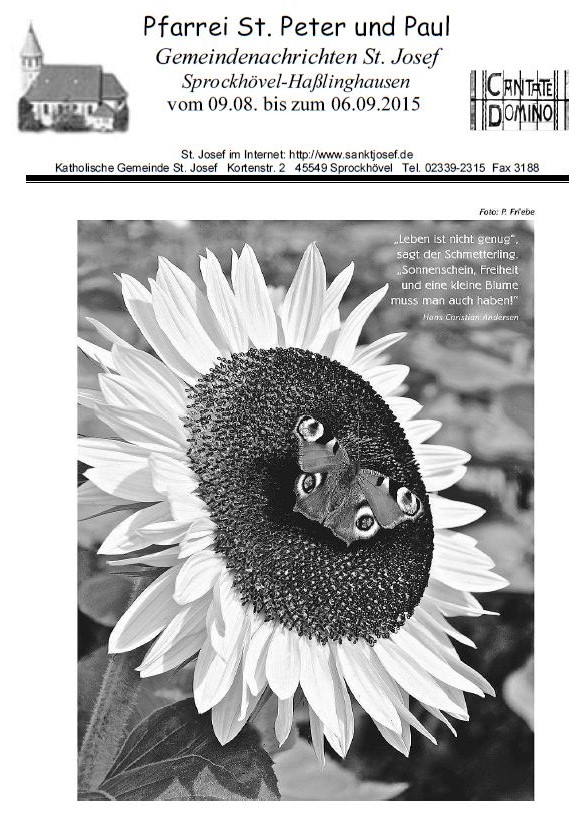 Pfarrei St. Peter und Paul
Gemeindenachrichten St. Josef
Sprockhövel-Haßlinghausen
vom 09.08. bis zum 06.09.2015
CANTATE
DOMINO
St. Josef im Internet: http://www.sanktjosef.de
Katholische Gemeinde St. Josef Kortenstr. 2 45549 Sprockhövel Tel. 02339-2315 Fax 3188
Foto: P. Friebe
„Leben ist nicht genug“,
sagt der Schmetterling.
„Sonnenschein, Freiheit
und eine kleine Blume
muss man auch haben!“
Hans Christian Andersen